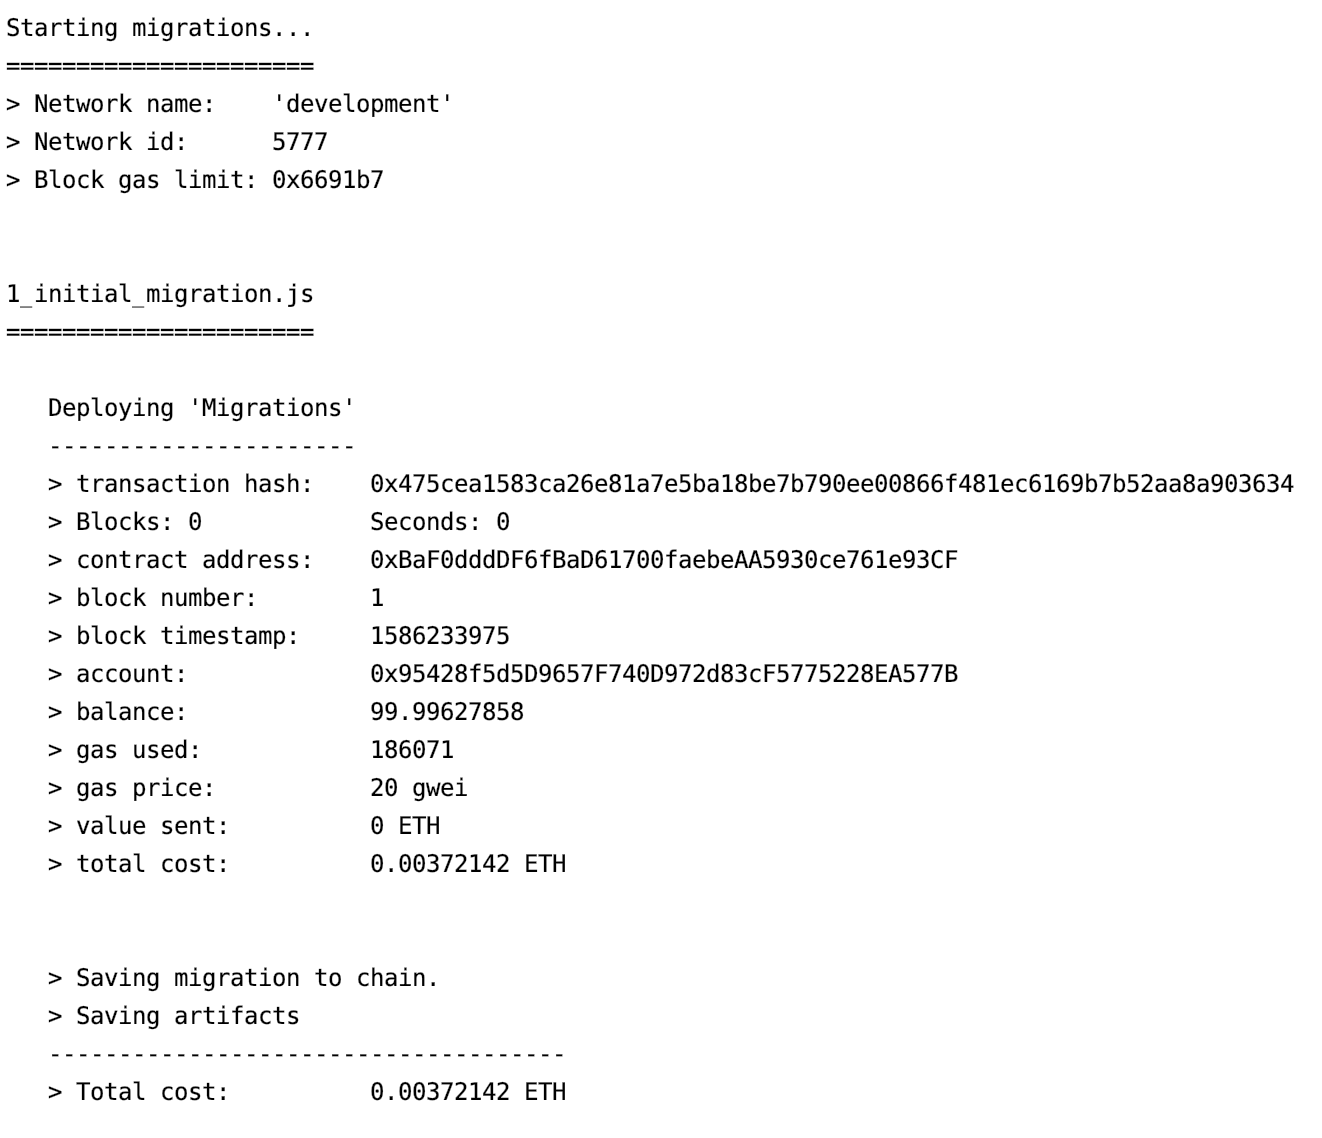 Starting migrations...
======================
> Network name:    'development'
> Network id:      5777
> Block gas limit: 0x6691b7
1_initial_migration.js
======================
Deploying 'Migrations'
----------------------
> transaction hash:    0x475cea1583ca26e81a7e5ba18be7b790ee00866f481ec6169b7b52aa8a903634
> Blocks: 0            Seconds: 0
> contract address:    0xBaF0dddDF6fBaD61700faebeAA5930ce761e93CF
> block number:        1
> block timestamp:     1586233975
> account:             0x95428f5d5D9657F740D972d83cF5775228EA577B
> balance:             99.99627858
> gas used:            186071
> gas price:           20 gwei
> value sent:          0 ETH
> total cost:          0.00372142 ETH
> Saving migration to chain.
> Saving artifacts
-------------------------------------
> Total cost:          0.00372142 ETH